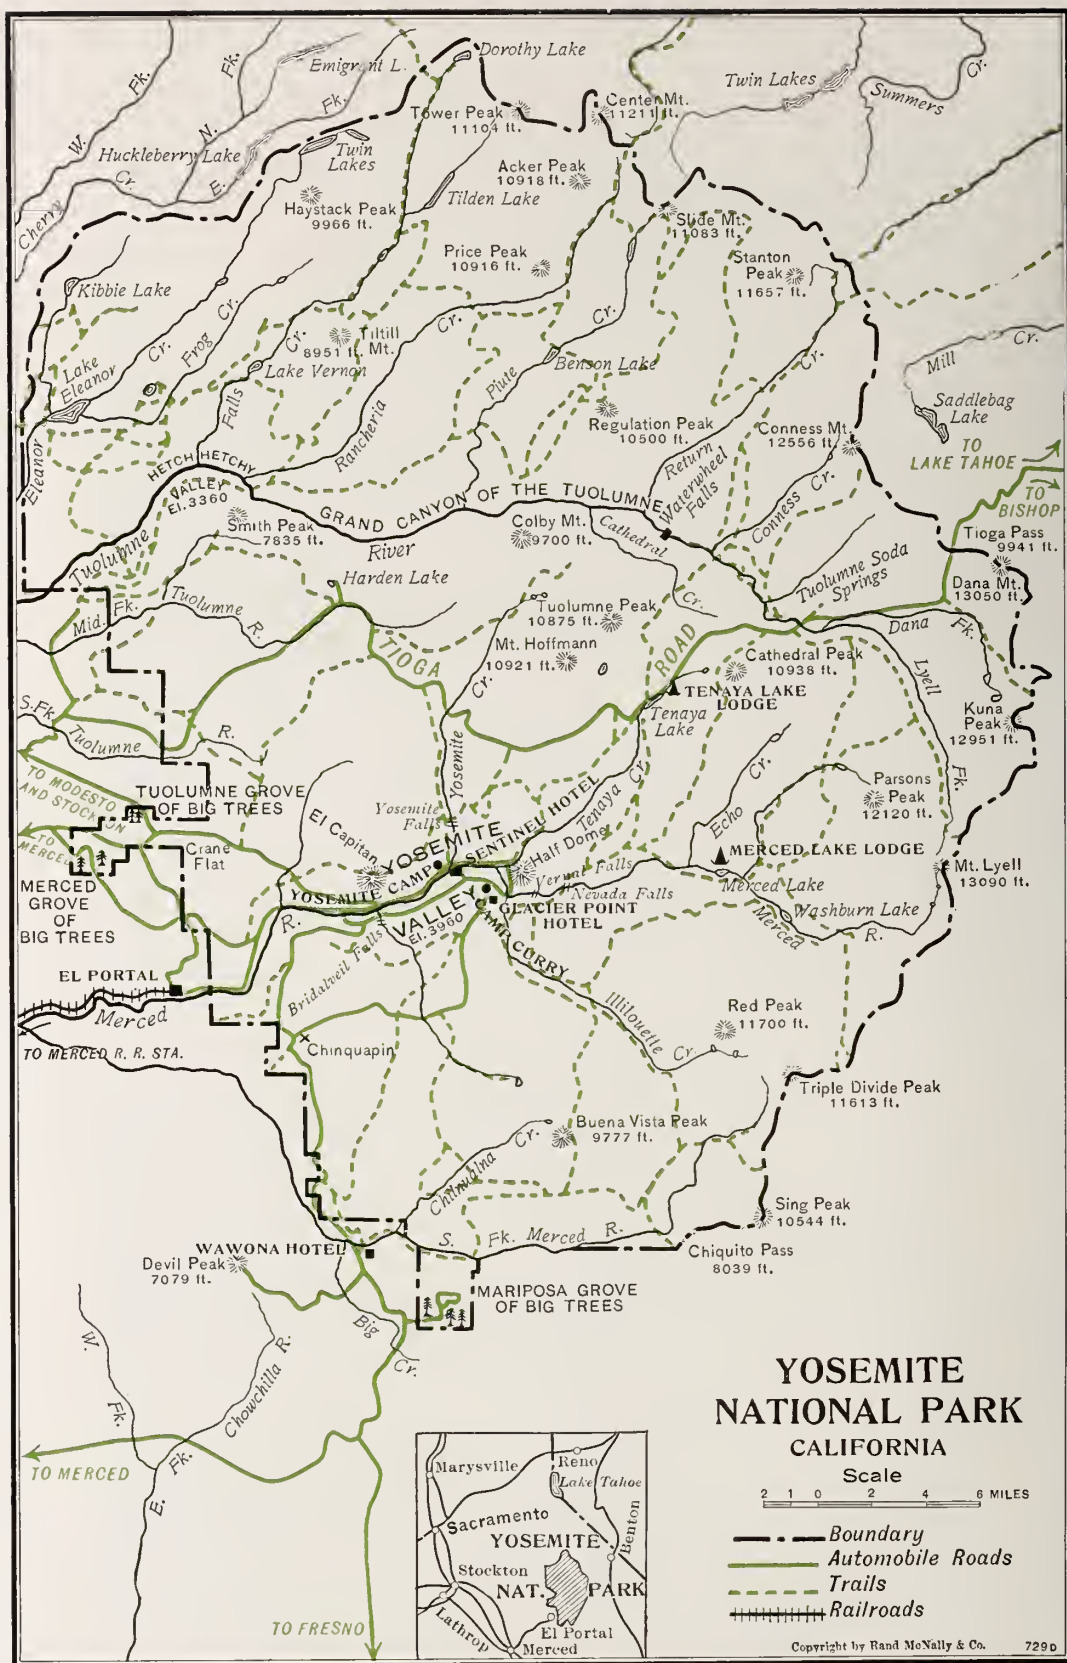 Dorothy Lake
Emigrant L.
W. Fk.
N. Fk.
E. Fk.
Twin Lakes
Summers Cr.
Tower Peak
11104 ft.
Center Mt.
11211 ft.
Huckleberry Lake
Twin
Lakes
Cherry Cr.
Acker Peak
10918 ft.
Tilden Lake
Haystack Peak
9966 ft.
Slide Mt.
11083 ft.
Price Peak
10916 ft.
Stanton
Peak
11657 ft.
Kibbie Lake
Frog Cr.
Cr.
Tiltill
8951 ft. Mt.
Lake
Eleanor
Lake Vernon
Falls Cr.
Rancheria Cr.
Piute Cr.
Benson Lake
Mill Cr.
Saddlebag
Lake
Regulation Peak
10500 ft.
Conness Mt.
12556 ft.
TO
LAKE TAHOE
TO
BISHOP
Eleanor
HETCH HETCHY
VALLEY
El. 3360
Return Cr.
Waterwheel
Falls
Conness Cr.
GRAND CANYON OF THE TUOLUMNE
Smith Peak
7835 ft.
Colby Mt.
9700 ft.
Tuolumne River
Cathedral Cr.
Tioga Pass
9941 ft.
Dana Mt.
13050 ft.
Tuolumne Soda
Springs
Harden Lake
Mid. Fk. Tuolumne R.
Tuolumne Peak
10875 ft.
Mt. Hoffmann
10921 ft.
Dana Fk.
TIOGA ROAD
Cathedral Peak
10938 ft.
Lyell Fk.
TENAYA LAKE
LODGE
Tenaya
Lake
Kuna
Peak
12951 ft.
S. Fk. Tuolumne R.
TO MODESTO
AND STOCKTON
TUOLUMNE GROVE
OF BIG TREES
TO
MERCED
Crane
Flat
El Capitan
Yosemite Cr.
Yosemite
Falls
YOSEMITE
VALLEY
El. 3960
SENTINEL HOTEL
Tenaya Cr.
Half Dome
Echo Cr.
Parsons
Peak
12120 ft.
MERCED LAKE LODGE
Merced Lake
Mt. Lyell
13090 ft.
MERCED
GROVE
OF
BIG TREES
YOSEMITE CAMP
Vernal Falls
Nevada Falls
GLACIER POINT
HOTEL
CAMP CURRY
Washburn Lake
Merced R.
R.
EL PORTAL
Merced
TO MERCED R. R. STA.
Bridalveil Falls
Chinquapin
Illilouette Cr.
Red Peak
11700 ft.
Triple Divide Peak
11613 ft.
Buena Vista Peak
9777 ft.
Chilnualna Cr.
Sing Peak
10544 ft.
S. Fk. Merced R.
Chiquito Pass
8039 ft.
WAWONA HOTEL
Devil Peak
7079 ft.
MARIPOSA GROVE
OF BIG TREES
Big Cr.
W. Fk.
Chowchilla R.
E. Fk.
TO MERCED
TO FRESNO
YOSEMITE
NATIONAL PARK
CALIFORNIA
Scale
2 1 0 2 4 6 MILES
Boundary
Automobile Roads
Trails
Railroads
Copyright by Rand McNally & Co. 729D
Marysville
Reno
Lake Tahoe
Sacramento
YOSEMITE
Benton
Stockton
NAT. PARK
Lathrop
El Portal
Merced